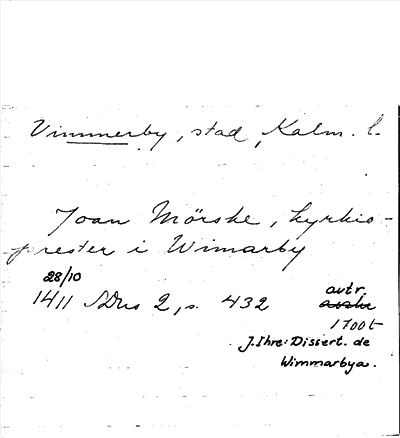 Vimmerby, stad, Kalm. l.
Joan Mörske, kyrkio-
prester i Wimarby
28/10
1411 SDns 2, s. 432
avtr.
1700t
J. Ihre: Dissert. de
Wimmarbya.